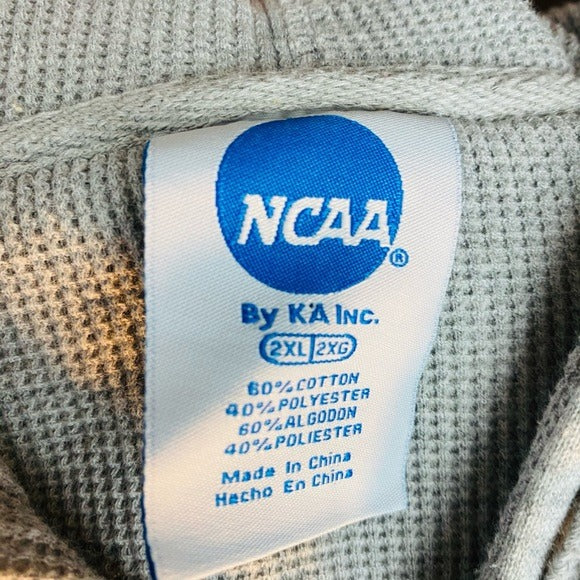 NCAA®
By K'A Inc.
2XL 2XG
60% COTTON
40% POLYESTER
60% ALGODON
40% POLIESTER
Made In China
Hecho En China